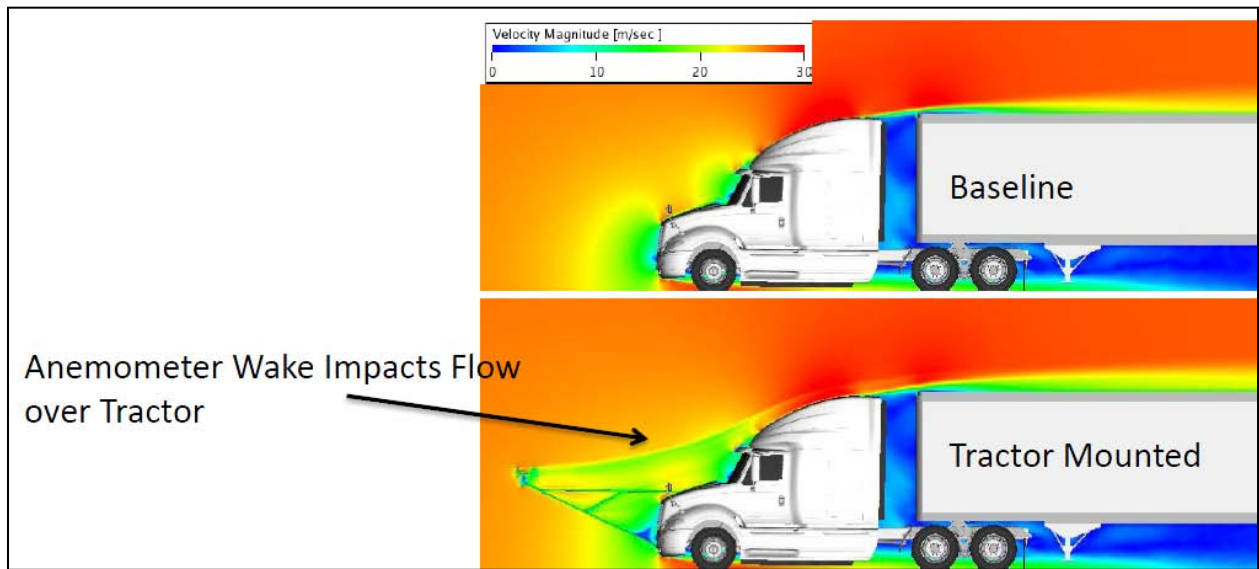 Velocity Magnitude [m/sec ]
0 10 20 30
Baseline
Anemometer Wake Impacts Flow
over Tractor
Tractor Mounted